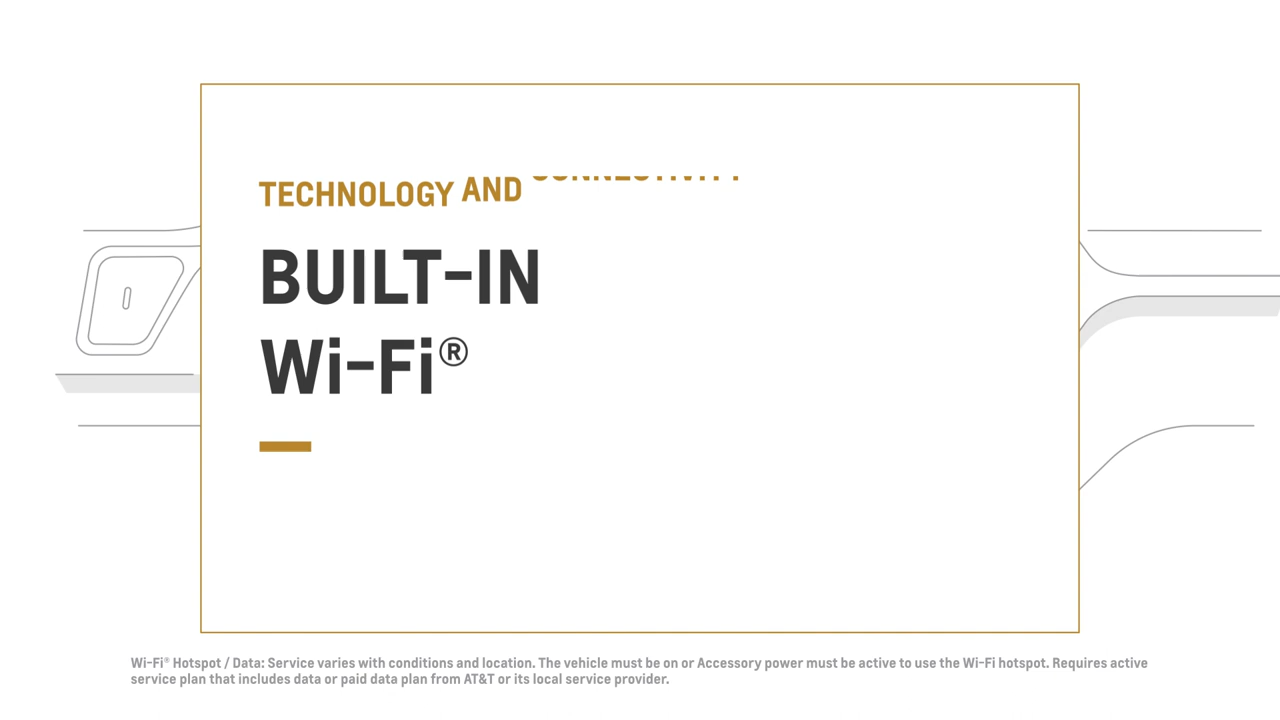 TECHNOLOGY AND CONNECTIVITY
BUILT-IN
Wi-Fi®
Wi-Fi® Hotspot / Data: Service varies with conditions and location. The vehicle must be on or Accessory power must be active to use the Wi-Fi hotspot. Requires active
service plan that includes data or paid data plan from AT&T or its local service provider.